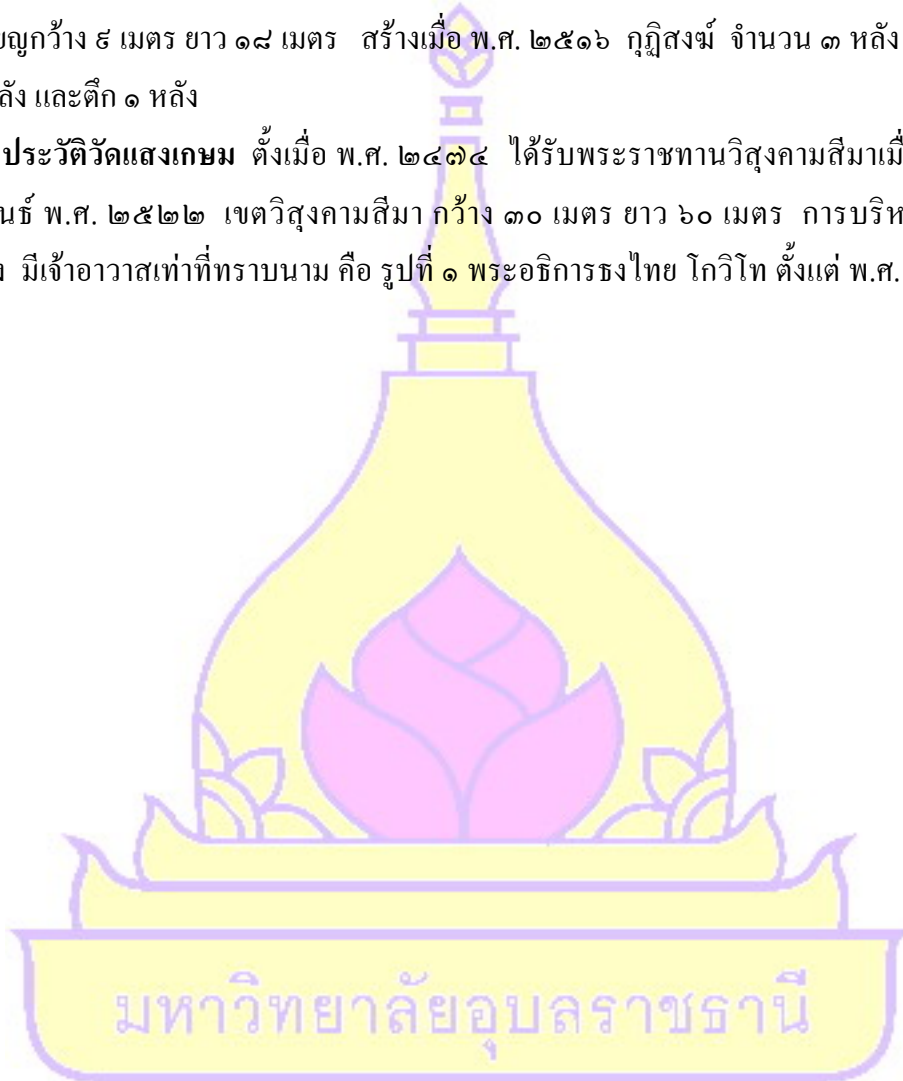 ญกว้าง ๙ เมตร ยาว ๑๘ เมตร สร้างเมื่อ พ.ศ. ๒๕๑๖ กุฏิสงฆ์ จำนวน ๓ หลัง
ลัง และตึก ๑ หลัง
ประวัติวัดแสงเกษม ตั้งเมื่อ พ.ศ. ๒๔๗๔ ได้รับพระราชทานวิสุงคามสีมาเมื่
นธ์ พ.ศ. ๒๕๒๒ เขตวิสุงคามสีมา กว้าง ๓๐ เมตร ยาว ๖๐ เมตร การบริห
มีเจ้าอาวาสเท่าที่ทราบนาม คือ รูปที่ ๑ พระอธิการธงไทย โกวิโท ตั้งแต่ พ.ศ.
มหาวิทยาลัยอุบลราชธานี